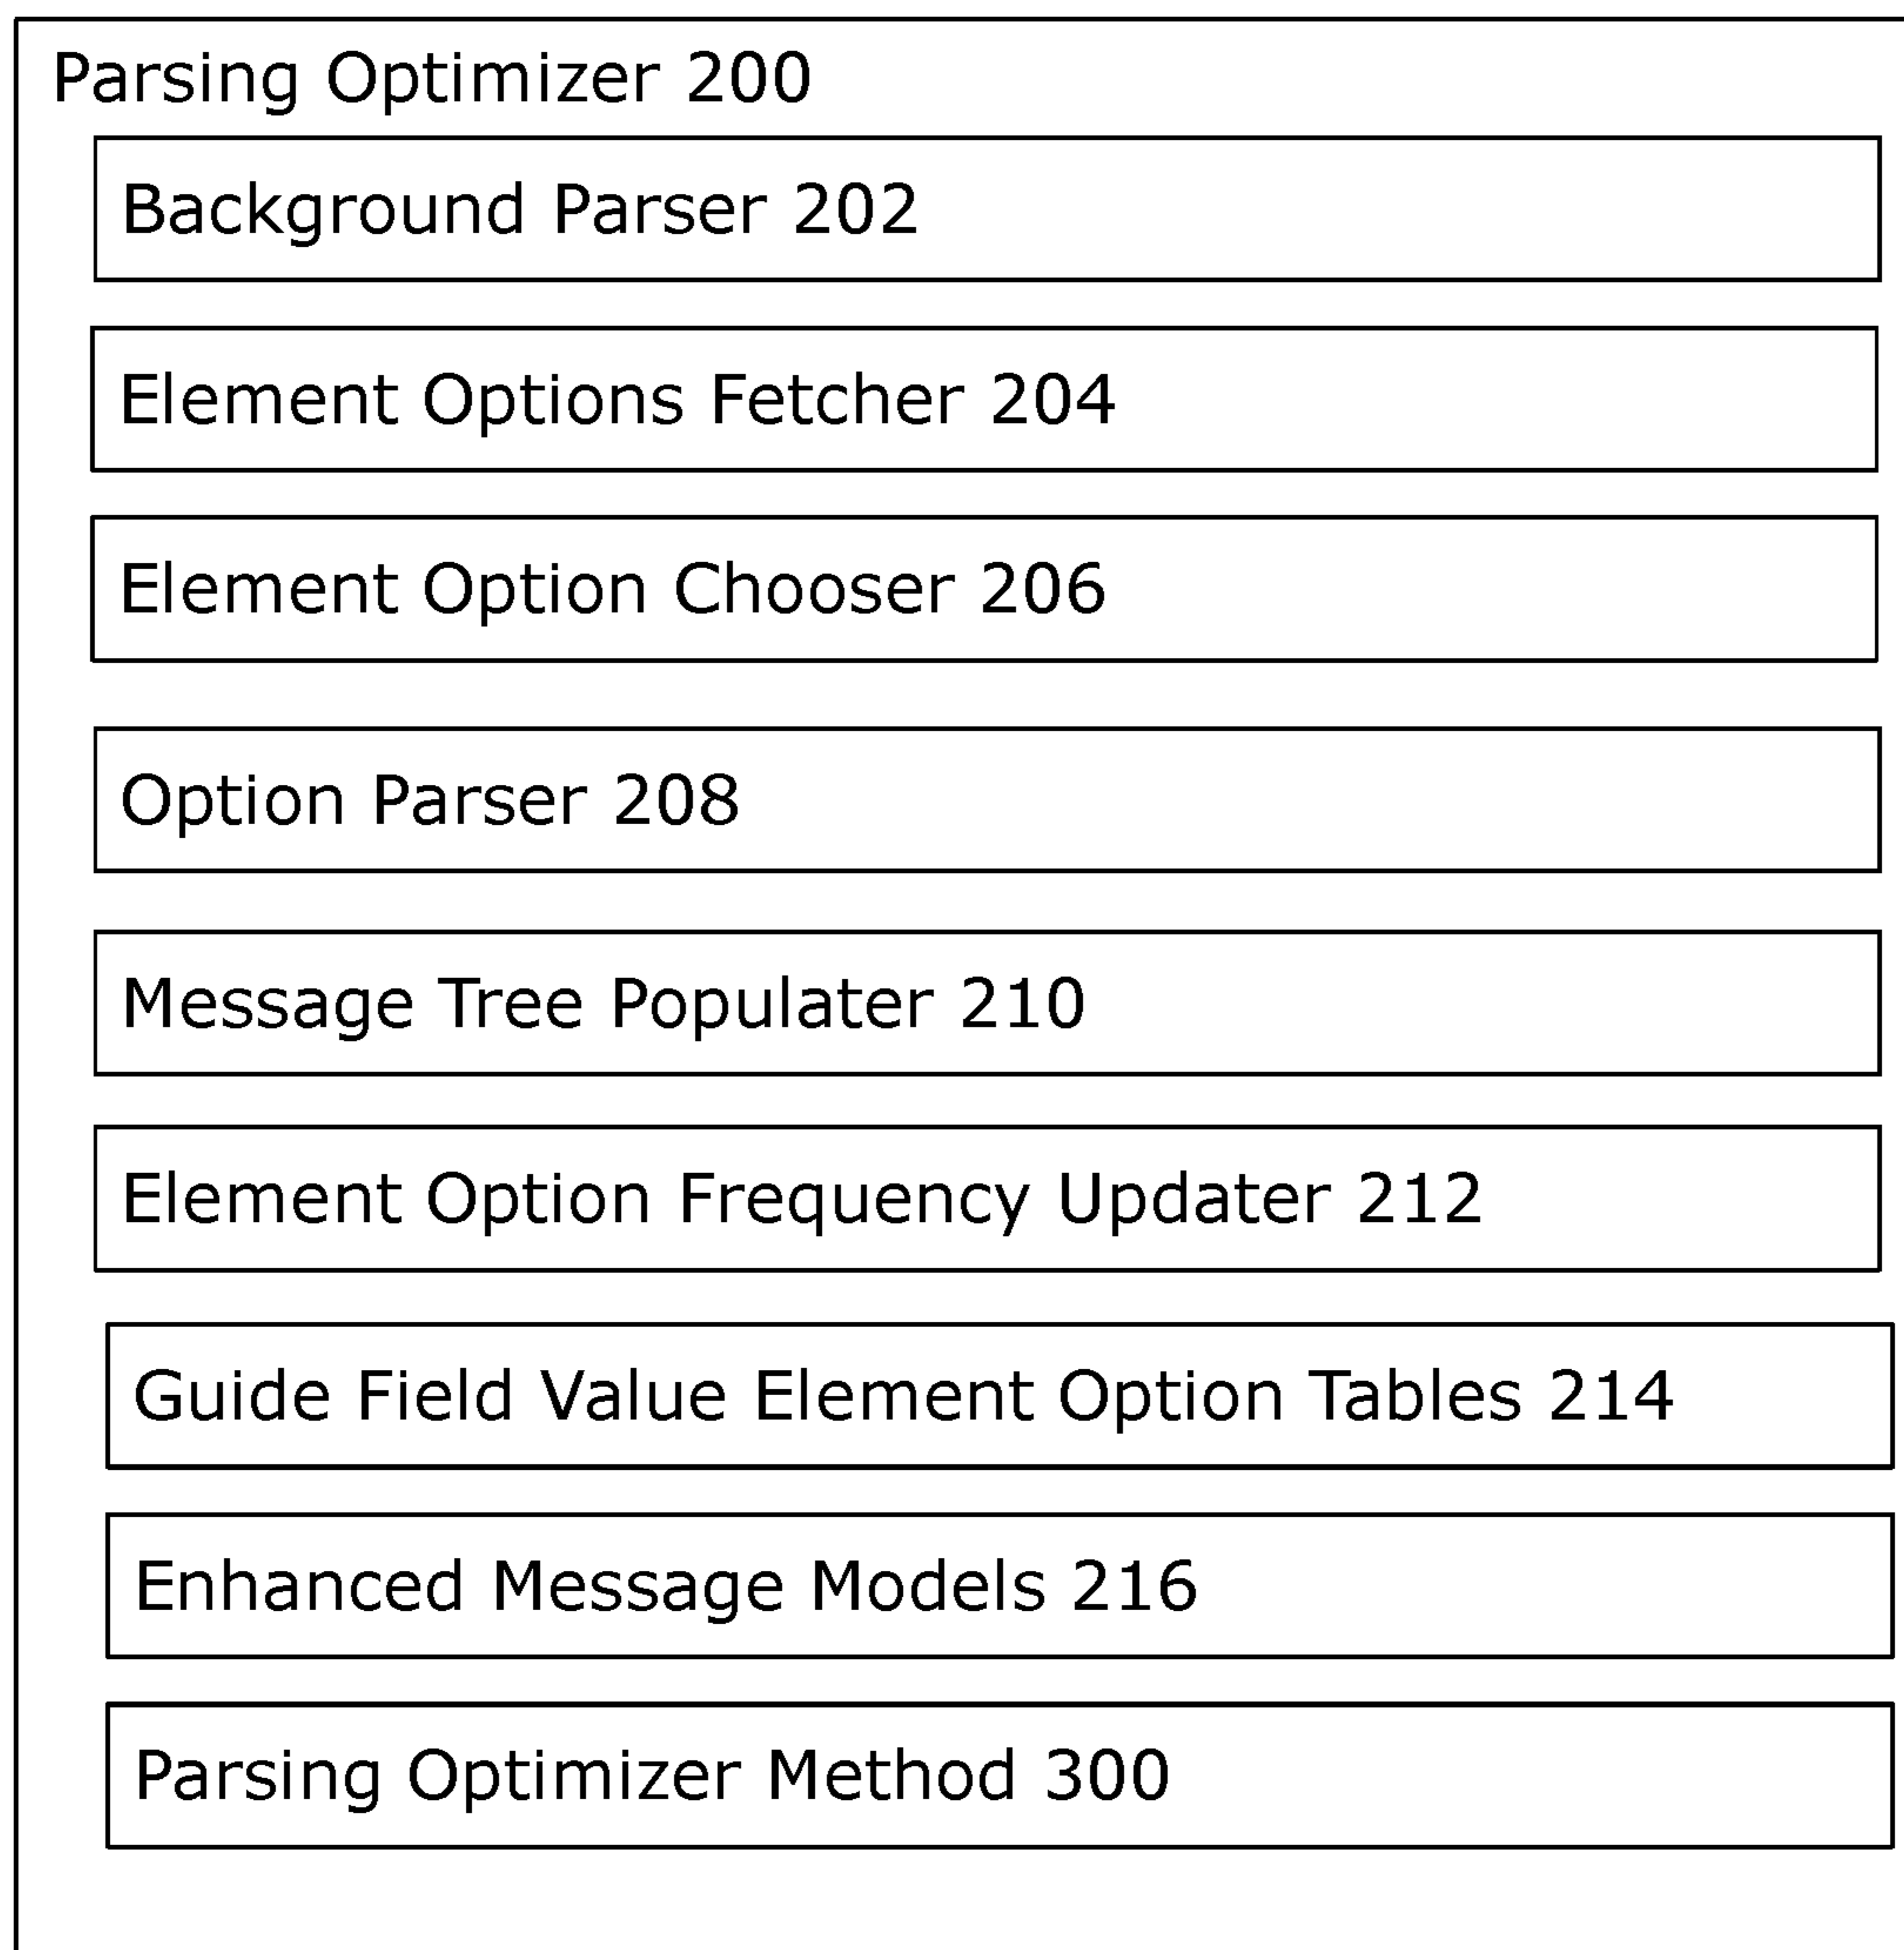 Parsing Optimizer 200
Background Parser 202
Element Options Fetcher 204
Element Option Chooser 206
Option Parser 208
Message Tree Populater 210
Element Option Frequency Updater 212
Guide Field Value Element Option Tables 214
Enhanced Message Models 216
Parsing Optimizer Method 300